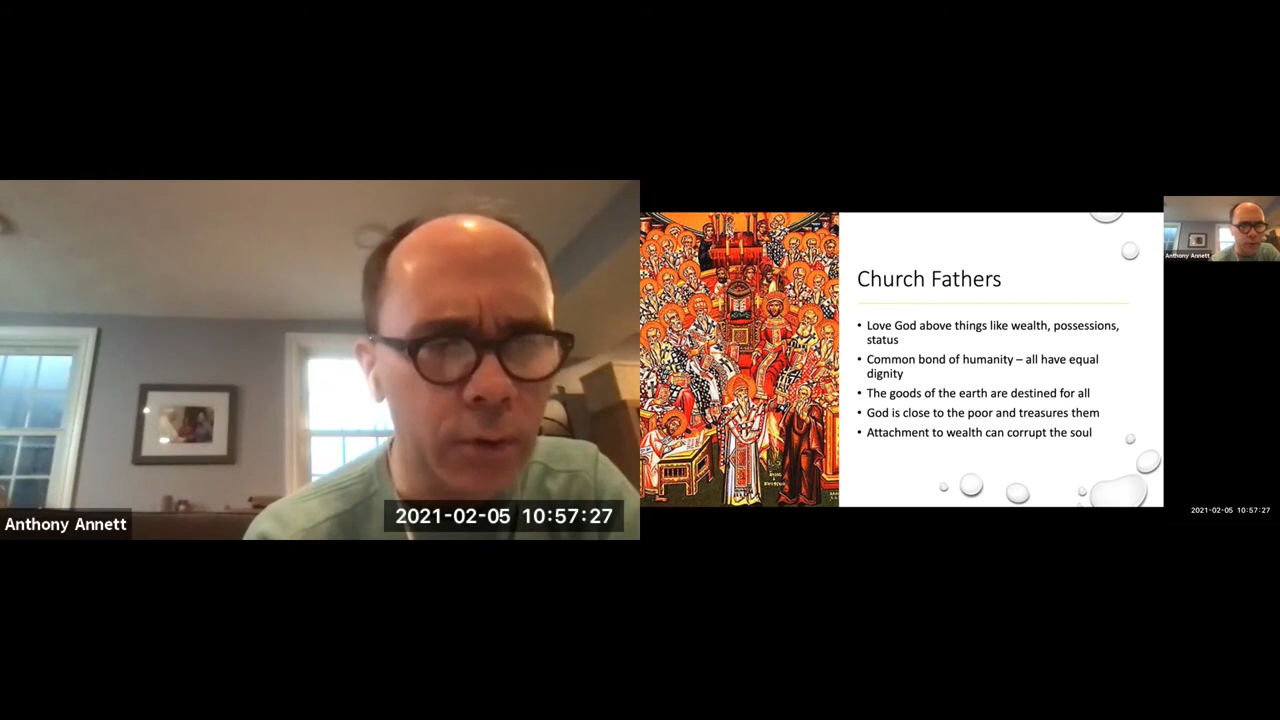 Anthony Annett
2021-02-05 10:57:27
Church Fathers
• Love God above things like wealth, possessions,
status
• Common bond of humanity – all have equal
dignity
• The goods of the earth are destined for all
• God is close to the poor and treasures them
• Attachment to wealth can corrupt the soul
Anthony Annett
2021-02-05 10:57:27